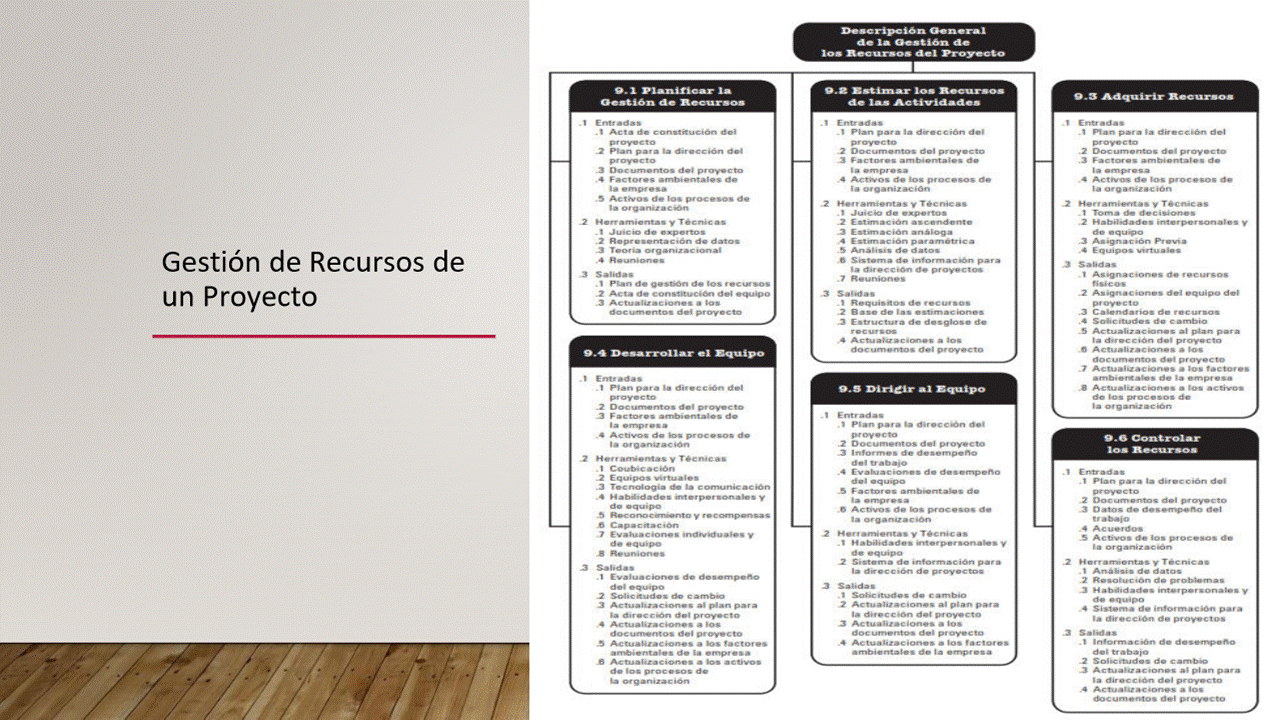 Gestión de Recursos de
un Proyecto
Descripción General
de la Gestión de
los Recursos del Proyecto
9.1 Planificar la
Gestión de Recursos
.1 Entradas
.1 Acta de constitución del
proyecto
.2 Plan para la dirección del
proyecto
.3 Documentos del proyecto
.4 Factores ambientales de
la empresa
.5 Activos de los procesos de
la organización
.2 Herramientas y Técnicas
.1 Juicio de expertos
.2 Representación de datos
.3 Teoría organizacional
.4 Reuniones
.3 Salidas
.1 Plan de gestión de los recursos
.2 Acta de constitución del equipo
.3 Actualizaciones a los
documentos del proyecto
9.2 Estimar los Recursos
de las Actividades
.1 Entradas
.1 Plan para la dirección del
proyecto
.2 Documentos del proyecto
.3 Factores ambientales de
la empresa
.4 Activos de los procesos de
la organización
.2 Herramientas y Técnicas
.1 Juicio de expertos
.2 Estimación ascendente
.3 Estimación análoga
.4 Estimación paramétrica
.5 Análisis de datos
.6 Sistema de información para
la dirección de proyectos
.7 Reuniones
.3 Salidas
.1 Requisitos de recursos
.2 Base de las estimaciones
.3 Estructura de desglose de
recursos
.4 Actualizaciones a los
documentos del proyecto
9.3 Adquirir Recursos
.1 Entradas
.1 Plan para la dirección del
proyecto
.2 Documentos del proyecto
.3 Factores ambientales de
la empresa
.4 Activos de los procesos de
la organización
.2 Herramientas y Técnicas
.1 Toma de decisiones
.2 Habilidades interpersonales y
de equipo
.3 Asignación Previa
.4 Equipos virtuales
.3 Salidas
.1 Asignaciones de recursos
físicos
.2 Asignaciones del equipo del
proyecto
.3 Calendarios de recursos
.4 Solicitudes de cambio
.5 Actualizaciones al plan para
la dirección del proyecto
.6 Actualizaciones a los
documentos del proyecto
.7 Actualizaciones a los factores
ambientales de la empresa
.8 Actualizaciones a los activos
de los procesos de
la organización
9.4 Desarrollar el Equipo
.1 Entradas
.1 Plan para la dirección del
proyecto
.2 Documentos del proyecto
.3 Factores ambientales de
la empresa
.4 Activos de los procesos de
la organización
.2 Herramientas y Técnicas
.1 Coubicación
.2 Equipos virtuales
.3 Tecnología de la comunicación
.4 Habilidades interpersonales y
de equipo
.5 Reconocimiento y recompensas
.6 Capacitación
.7 Evaluaciones individuales y
de equipo
.8 Reuniones
.3 Salidas
.1 Evaluaciones de desempeño
del equipo
.2 Solicitudes de cambio
.3 Actualizaciones al plan para
la dirección del proyecto
.4 Actualizaciones a los
documentos del proyecto
.5 Actualizaciones a los factores
ambientales de la empresa
.6 Actualizaciones a los activos
de los procesos de
la organización
9.5 Dirigir al Equipo
.1 Entradas
.1 Plan para la dirección del
proyecto
.2 Documentos del proyecto
.3 Informes de desempeño
del trabajo
.4 Evaluaciones de desempeño
del equipo
.5 Factores ambientales de
la empresa
.6 Activos de los procesos de
la organización
.2 Herramientas y Técnicas
.1 Habilidades interpersonales y
de equipo
.2 Sistema de información para
la dirección de proyectos
.3 Salidas
.1 Solicitudes de cambio
.2 Actualizaciones al plan para
la dirección del proyecto
.3 Actualizaciones a los
documentos del proyecto
.4 Actualizaciones a los factores
ambientales de la empresa
9.6 Controlar
los Recursos
.1 Entradas
.1 Plan para la dirección del
proyecto
.2 Documentos del proyecto
.3 Datos de desempeño del
trabajo
.4 Acuerdos
.5 Activos de los procesos de
la organización
.2 Herramientas y Técnicas
.1 Análisis de datos
.2 Resolución de problemas
.3 Habilidades interpersonales y
de equipo
.4 Sistema de información para
la dirección de proyectos
.3 Salidas
.1 Información de desempeño
del trabajo
.2 Solicitudes de cambio
.3 Actualizaciones al plan para
la dirección del proyecto
.4 Actualizaciones a los
documentos del proyecto